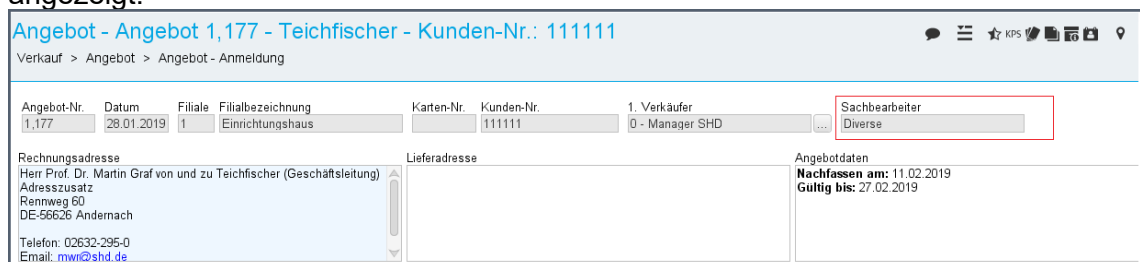 angezeigt.
Angebot - Angebot 1,177 - Teichfischer - Kunden-Nr.: 111111
KPS
Verkauf > Angebot > Angebot - Anmeldung
Angebot-Nr. Datum Filiale Filialbezeichnung Karten-Nr. Kunden-Nr. 1. Verkäufer Sachbearbeiter
1,177 28.01.2019 1 Einrichtungshaus 111111 0 - Manager SHD ... Diverse
Rechnungsadresse Lieferadresse Angebotdaten
Herr Prof. Dr. Martin Graf von und zu Teichfischer (Geschäftsleitung) Nachfassen am: 11.02.2019
Adresszusatz Gültig bis: 27.02.2019
Rennweg 60
DE-56626 Andernach
Telefon: 02632-295-0
Email: mwr@shd.de